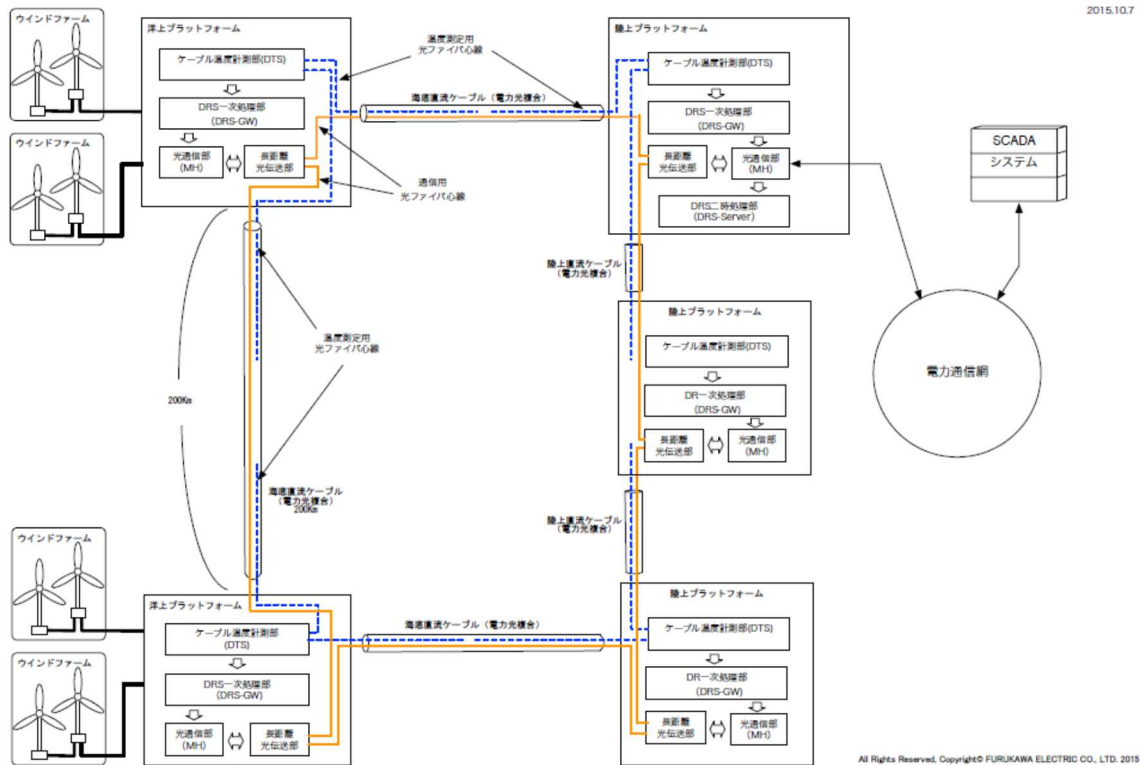 2015.10.7
ウインドファーム
ウインドファーム
洋上プラットフォーム
ケーブル温度計測部(DTS)
DRS一次処理部
(DRS-GW)
光通信部
(MH)
長距離
光伝送部
温度測定用
光ファイバ心線
海底直流ケーブル（電力光複合）
通信用
光ファイバ心線
陸上プラットフォーム
ケーブル温度計測部(DTS)
DRS一次処理部
(DRS-GW)
長距離
光伝送部
光通信部
(MH)
DRS二時処理部
(DRS-Server)
SCADA
システム
陸上直流ケーブル
（電力光複合）
温度測定用
光ファイバ心線
200Km
陸上プラットフォーム
ケーブル温度計測部(DTS)
DR一次処理部
(DRS-GW)
長距離
光伝送部
光通信部
(MH)
電力通信網
海底直流ケーブル
（電力光複合）
200Km
陸上直流ケーブル
（電力光複合）
ウインドファーム
ウインドファーム
洋上プラットフォーム
ケーブル温度計測部
(DTS)
DRS一次処理部
(DRS-GW)
光通信部
(MH)
長距離
光伝送部
海底直流ケーブル（電力光複合）
陸上プラットフォーム
ケーブル温度計測部(DTS)
DR一次処理部
(DRS-GW)
長距離
光伝送部
光通信部
(MH)
All Rights Reserved, Copyright© FURUKAWA ELECTRIC CO., LTD. 2015